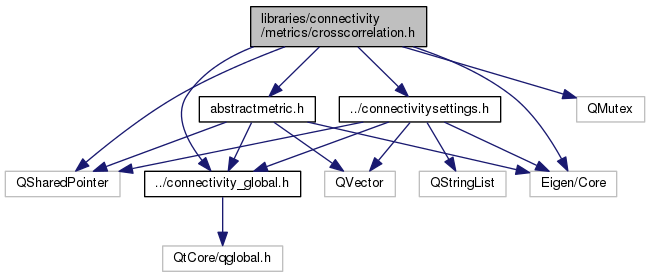 libraries/connectivity
/metrics/crosscorrelation.h
abstractmetric.h
../connectivitysettings.h
QMutex
QSharedPointer
../connectivity_global.h
QVector
QStringList
Eigen/Core
QtCore/qglobal.h